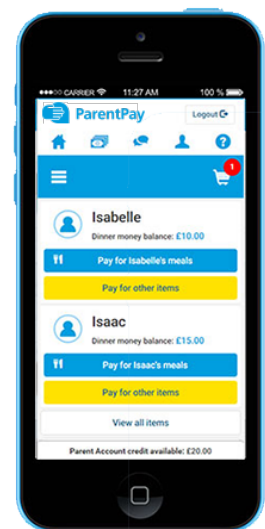 CARRIER 11:27 AM 100 %
ParentPay Logout
1
Isabelle
Dinner money balance: £10.00
Pay for Isabelle's meals
Pay for other items
Isaac
Dinner money balance: £15.00
Pay for Isaac's meals
Pay for other items
View all items
Parent Account credit available: £20.00